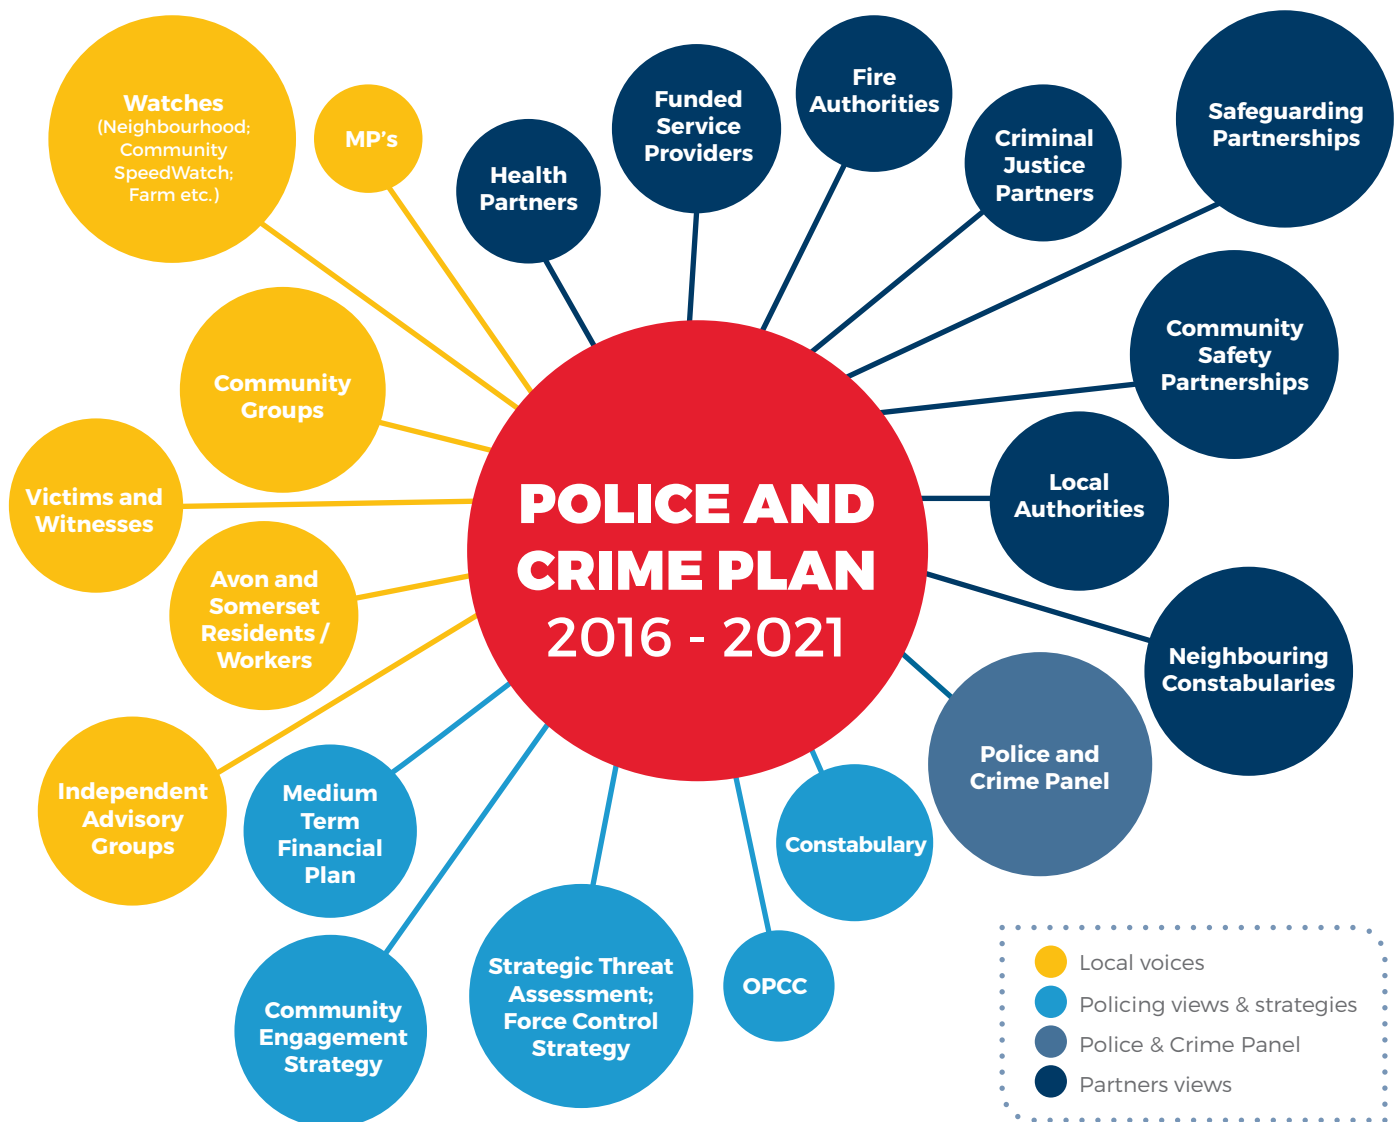 Watches
(Neighbourhood;
Community
SpeedWatch;
Farm etc.)
MP’s
Health
Partners
Funded
Service
Providers
Fire
Authorities
Criminal
Justice
Partners
Safeguarding
Partnerships
Community
Groups
Community
Safety
Partnerships
Victims and
Witnesses
Local
Authorities
POLICE AND
CRIME PLAN
2016 - 2021
Avon and
Somerset
Residents /
Workers
Neighbouring
Constabularies
Independent
Advisory
Groups
Medium
Term
Financial
Plan
Police and
Crime Panel
Constabulary
Community
Engagement
Strategy
Strategic Threat
Assessment;
Force Control
Strategy
OPCC
Local voices
Policing views & strategies
Police & Crime Panel
Partners views